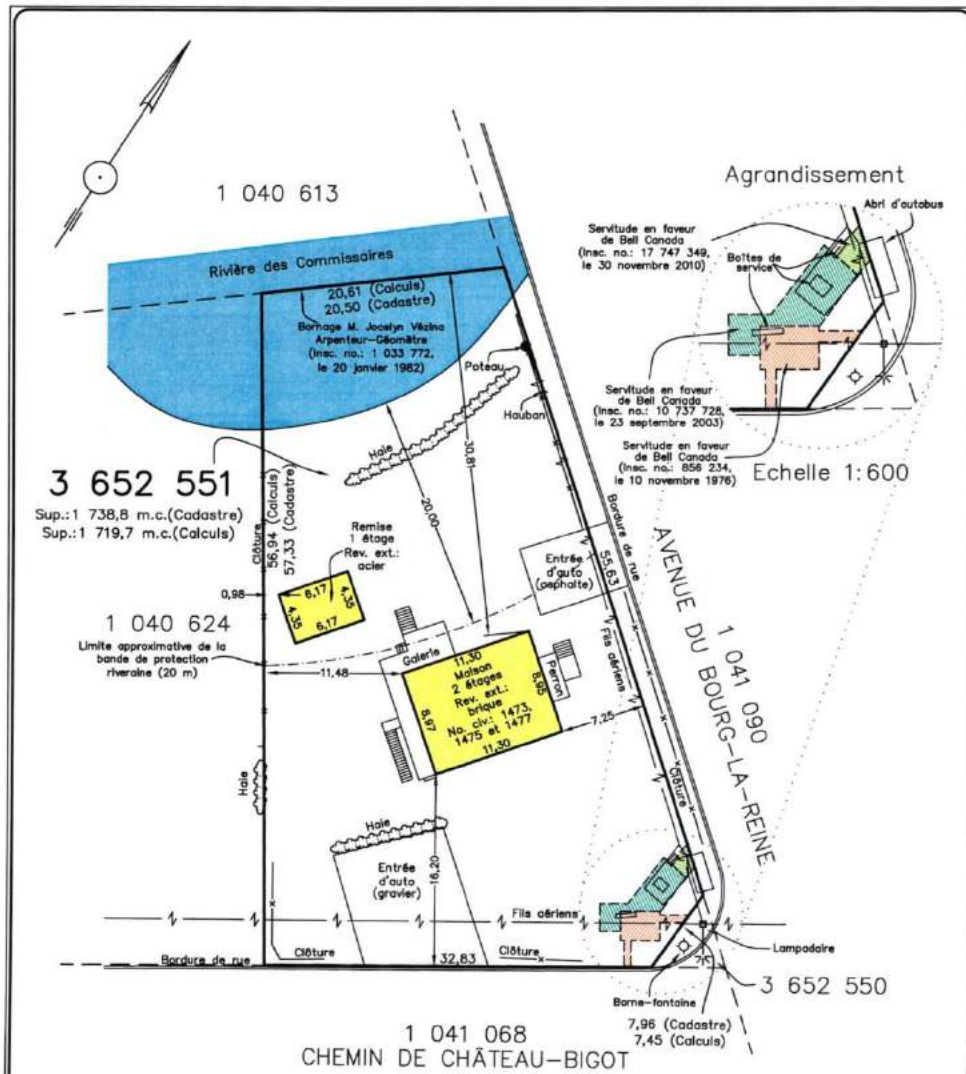 1 040 613
Rivière des Commissaires
20,61 (Calculs)
20,50 (Cadastre)
Bornage M. Jocelyn Vézina
Arpenteur-Géomètre
(Insc. no.: 1 033 772,
le 20 janvier 1982)
Poteau
Hauban
Haie
30,81
20,00
3 652 551
Sup.:1 738,8 m.c.(Cadastre)
Sup.:1 719,7 m.c.(Calculs)
Clôture
56,94 (Calculs)
57,33 (Cadastre)
Remise
1 étage
Rev. ext.:
acier
0,98
6,17
4,35
4,35
6,17
1 040 624
Limite approximative de la
bande de protection
riveraine (20 m)
11,48
Galerie
11,30
Maison
2 étages
Rev. ext.:
brique
No. civ.: 1473,
1475 et 1477
11,30
8,97
8,95
Perron
7,25
Entrée
d'auto
(asphalte)
55,63
Bordure de rue
Fils aériens
Clôture
AVENUE DU BOURG-LA-REINE
1 041 090
Agrandissement
Abri d'autobus
Servitude en faveur
de Bell Canada
(Insc. no.: 17 747 349,
le 30 novembre 2010)
Boîtes de
service
Servitude en faveur
de Bell Canada
(Insc. no.: 10 737 728,
le 23 septembre 2003)
Servitude en faveur
de Bell Canada
(Insc. no.: 856 234,
le 10 novembre 1976)
Echelle 1:600
Haie
Haie
Entrée
d'auto
(gravier)
16,20
Fils aériens
Clôture
Clôture
Bordure de rue
32,83
Lampadaire
3 652 550
Borne-fontaine
7,96 (Cadastre)
7,45 (Calculs)
1 041 068
CHEMIN DE CHÂTEAU-BIGOT